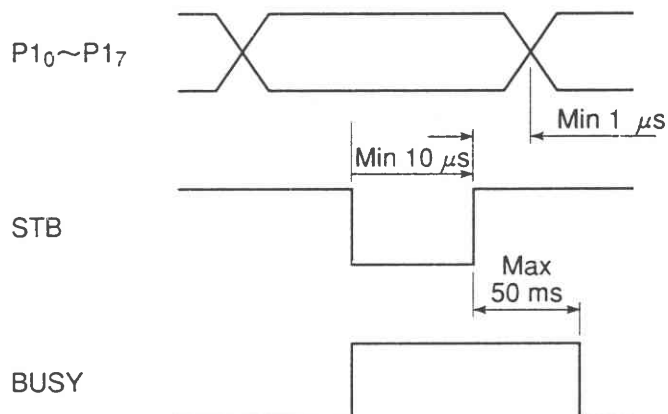 P1₀～P1₇
Min 1 μs
Min 10 μs
STB
Max
50 ms
BUSY